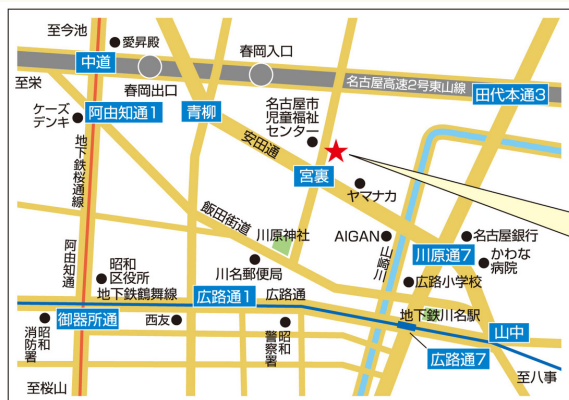 至今池
愛昇殿
春岡入口
中道
至栄
春岡出口
名古屋高速2号東山線
田代本通3
ケーズ
デンキ
阿由知通1
青柳
名古屋市
児童福祉
センター
地下鉄桜通線
安田通
宮裏
ヤマナカ
飯田街道
川原神社
AIGAN
山崎川
川原通7
名古屋銀行
かわな
病院
阿由知通
昭和
区役所
川名郵便局
広路小学校
地下鉄鶴舞線
広路通1
広路通
地下鉄川名駅
昭和
消防署
御器所通
西友
昭和
警察署
山中
広路通7
至桜山
至八事